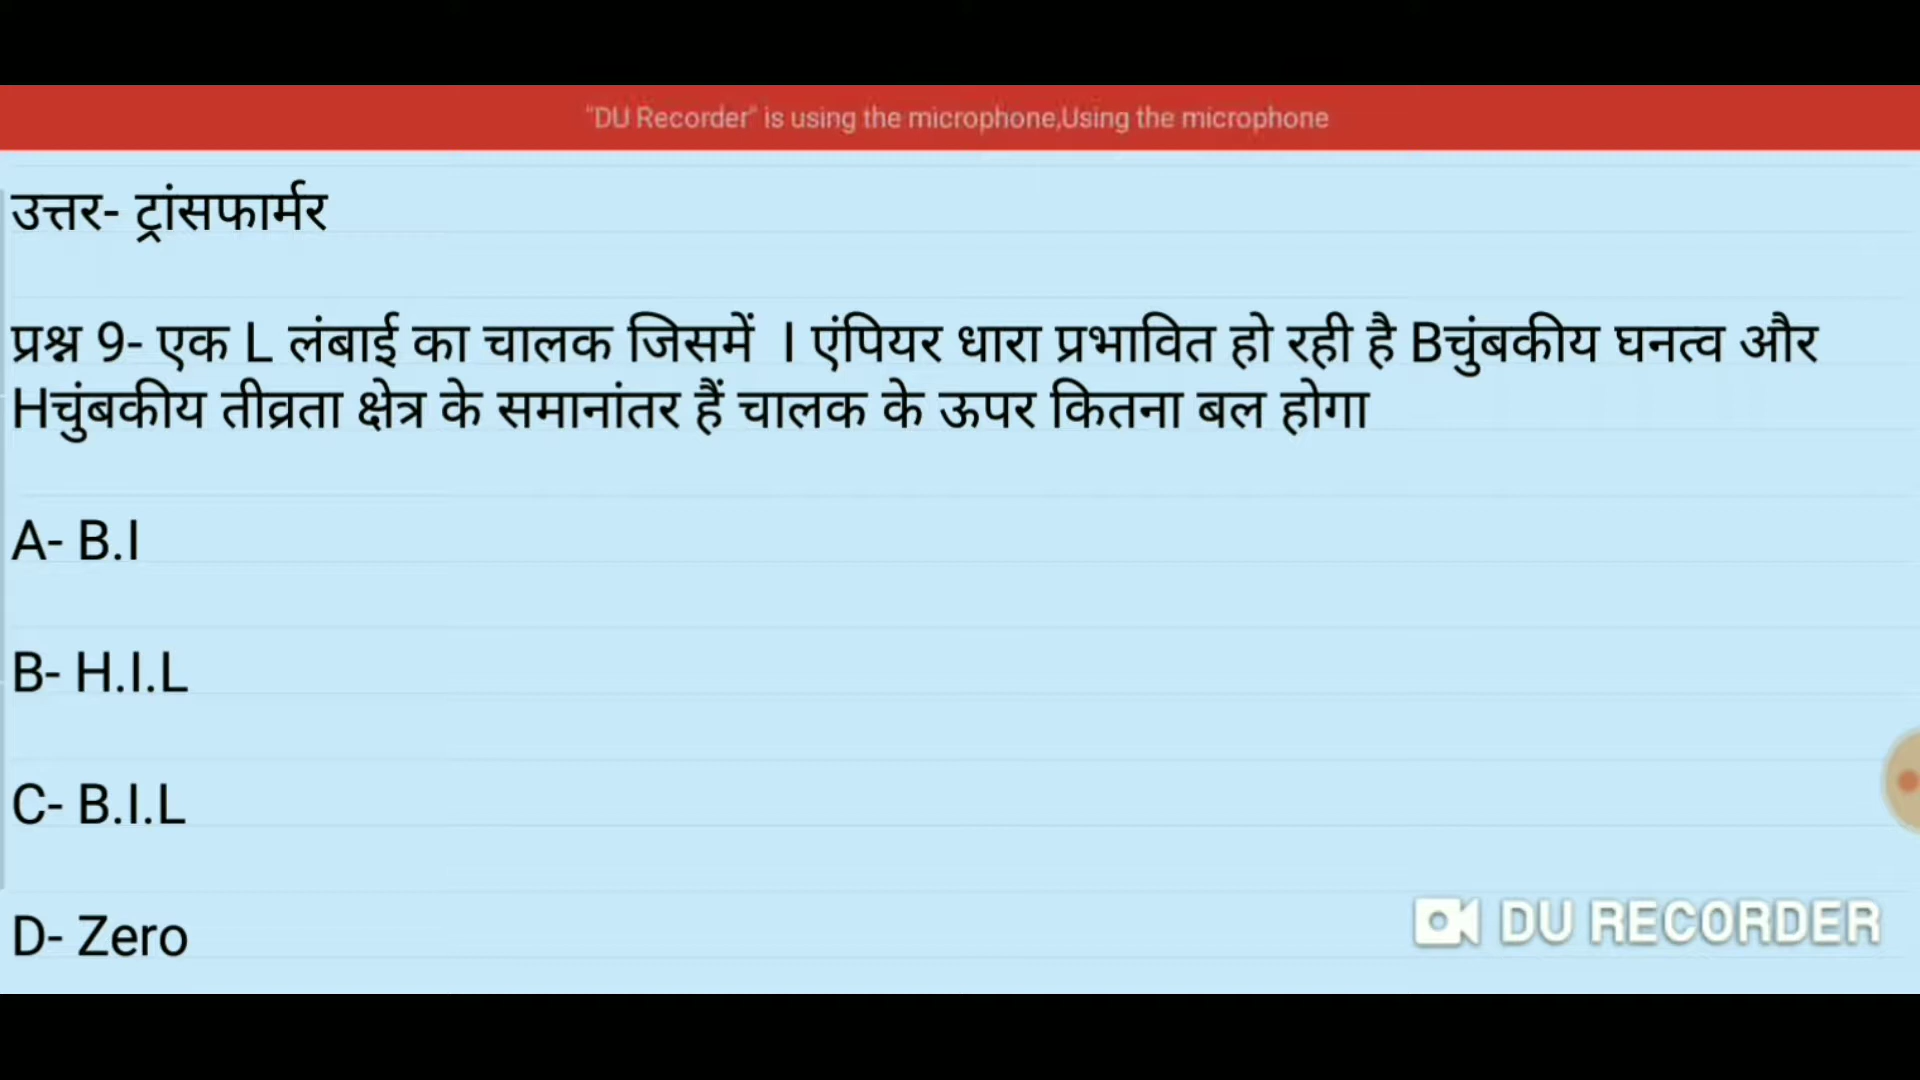 "DU Recorder" is using the microphone,Using the microphone
उत्तर- ट्रांसफार्मर
प्रश्न 9- एक L लंबाई का चालक जिसमें I एंपियर धारा प्रभावित हो रही है Bचुंबकीय घनत्व और
Hचुंबकीय तीव्रता क्षेत्र के समानांतर हैं चालक के ऊपर कितना बल होगा
A- B.I
B- H.I.L
C- B.I.L
D- Zero
DU RECORDER